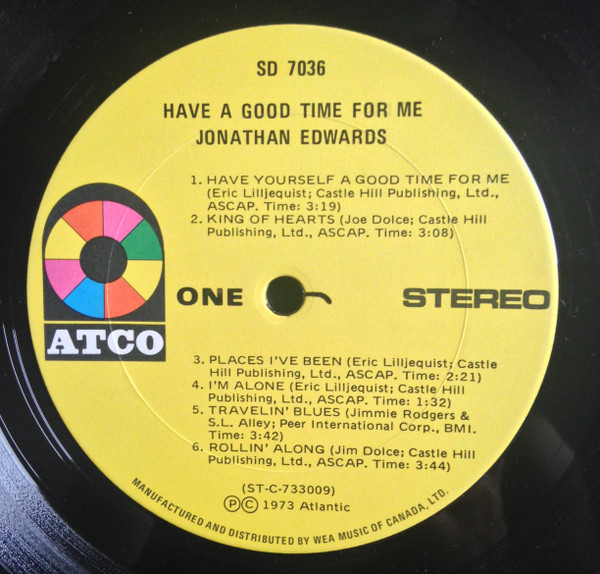 SD 7036
HAVE A GOOD TIME FOR ME
JONATHAN EDWARDS
1. HAVE YOURSELF A GOOD TIME FOR ME
(Eric Lilljequist; Castle Hill Publishing, Ltd.,
ASCAP. Time: 3:19)
2. KING OF HEARTS (Joe Dolce; Castle Hill
Publishing, Ltd., ASCAP. Time: 3:08)
ATCO
ONE
STEREO
3. PLACES I'VE BEEN (Eric Lilljequist; Castle
Hill Publishing, Ltd., ASCAP. Time: 2:21)
4. I'M ALONE (Eric Lilljequist; Castle Hill
Publishing, Ltd., ASCAP. Time: 1:32)
5. TRAVELIN' BLUES (Jimmie Rodgers &
S.L. Alley; Peer International Corp., BMI.
Time: 3:42)
6. ROLLIN' ALONG (Jim Dolce; Castle Hill
Publishing, Ltd., ASCAP. Time: 3:44)
(ST-C-733009)
ⓅⒸ 1973 Atlantic
MANUFACTURED AND DISTRIBUTED BY WEA MUSIC OF CANADA, LTD.